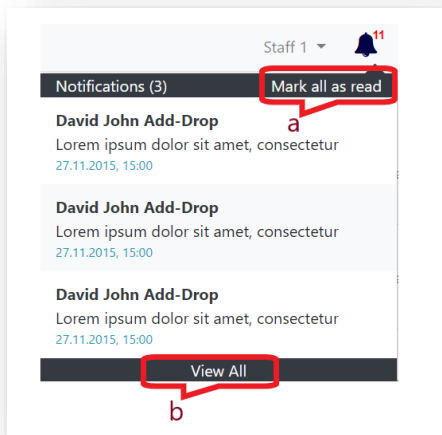 Staff 1 11
Notifications (3) Mark all as read
a
David John Add-Drop
Lorem ipsum dolor sit amet, consectetur
27.11.2015, 15:00
David John Add-Drop
Lorem ipsum dolor sit amet, consectetur
27.11.2015, 15:00
David John Add-Drop
Lorem ipsum dolor sit amet, consectetur
27.11.2015, 15:00
View All
b